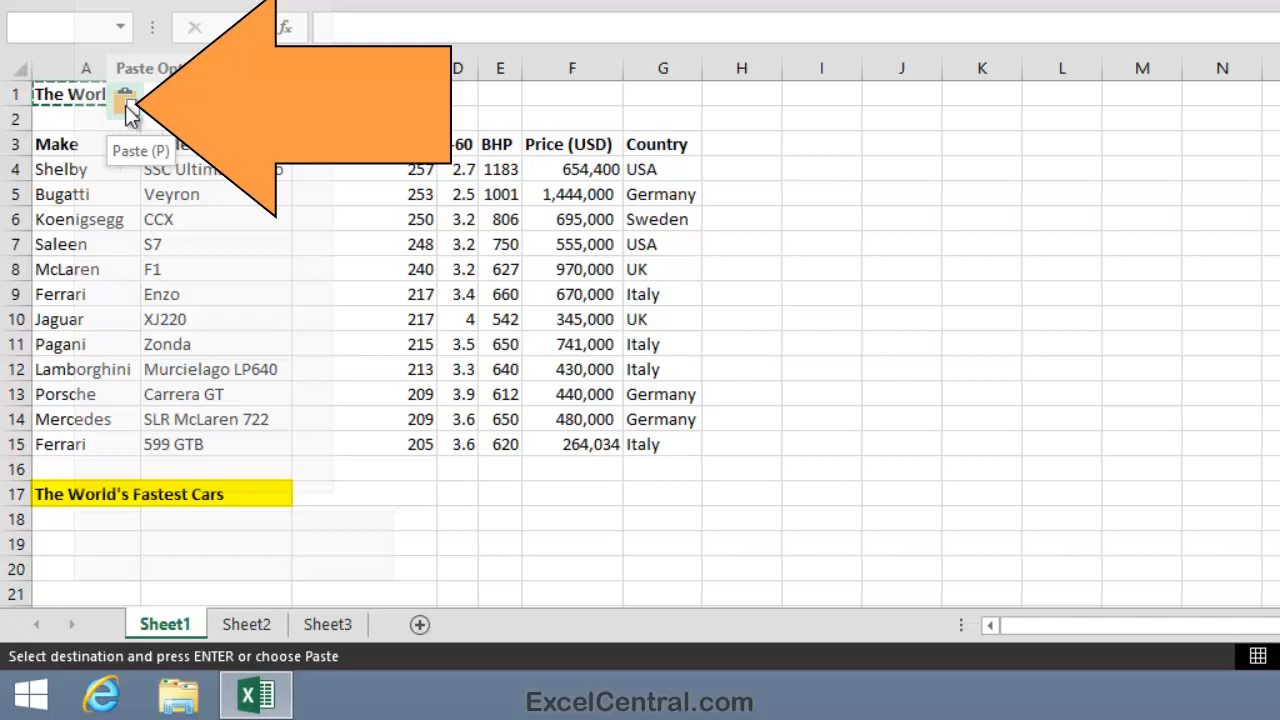 fx
A Paste Opt D E F G H I J K L M N
1 The Worl
2
Paste (P)
3 Make -60 BHP Price (USD) Country
4 Shelby SSC Ultim 257 2.7 1183 654,400 USA
5 Bugatti Veyron 253 2.5 1001 1,444,000 Germany
6 Koenigsegg CCX 250 3.2 806 695,000 Sweden
7 Saleen S7 248 3.2 750 555,000 USA
8 McLaren F1 240 3.2 627 970,000 UK
9 Ferrari Enzo 217 3.4 660 670,000 Italy
10 Jaguar XJ220 217 4 542 345,000 UK
11 Pagani Zonda 215 3.5 650 741,000 Italy
12 Lamborghini Murcielago LP640 213 3.3 640 430,000 Italy
13 Porsche Carrera GT 209 3.9 612 440,000 Germany
14 Mercedes SLR McLaren 722 209 3.6 650 480,000 Germany
15 Ferrari 599 GTB 205 3.6 620 264,034 Italy
16
17 The World's Fastest Cars
18
19
20
21
Sheet1 Sheet2 Sheet3
Select destination and press ENTER or choose Paste
ExcelCentral.com